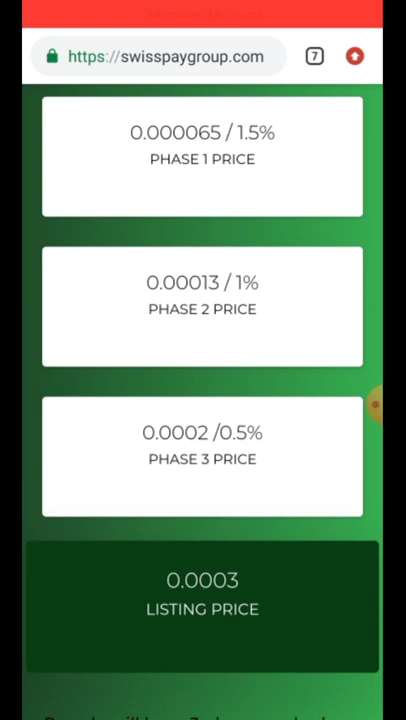 https://swisspaygroup.com
7
0.000065 / 1.5%
PHASE 1 PRICE
0.00013 / 1%
PHASE 2 PRICE
0.0002 /0.5%
PHASE 3 PRICE
0.0003
LISTING PRICE